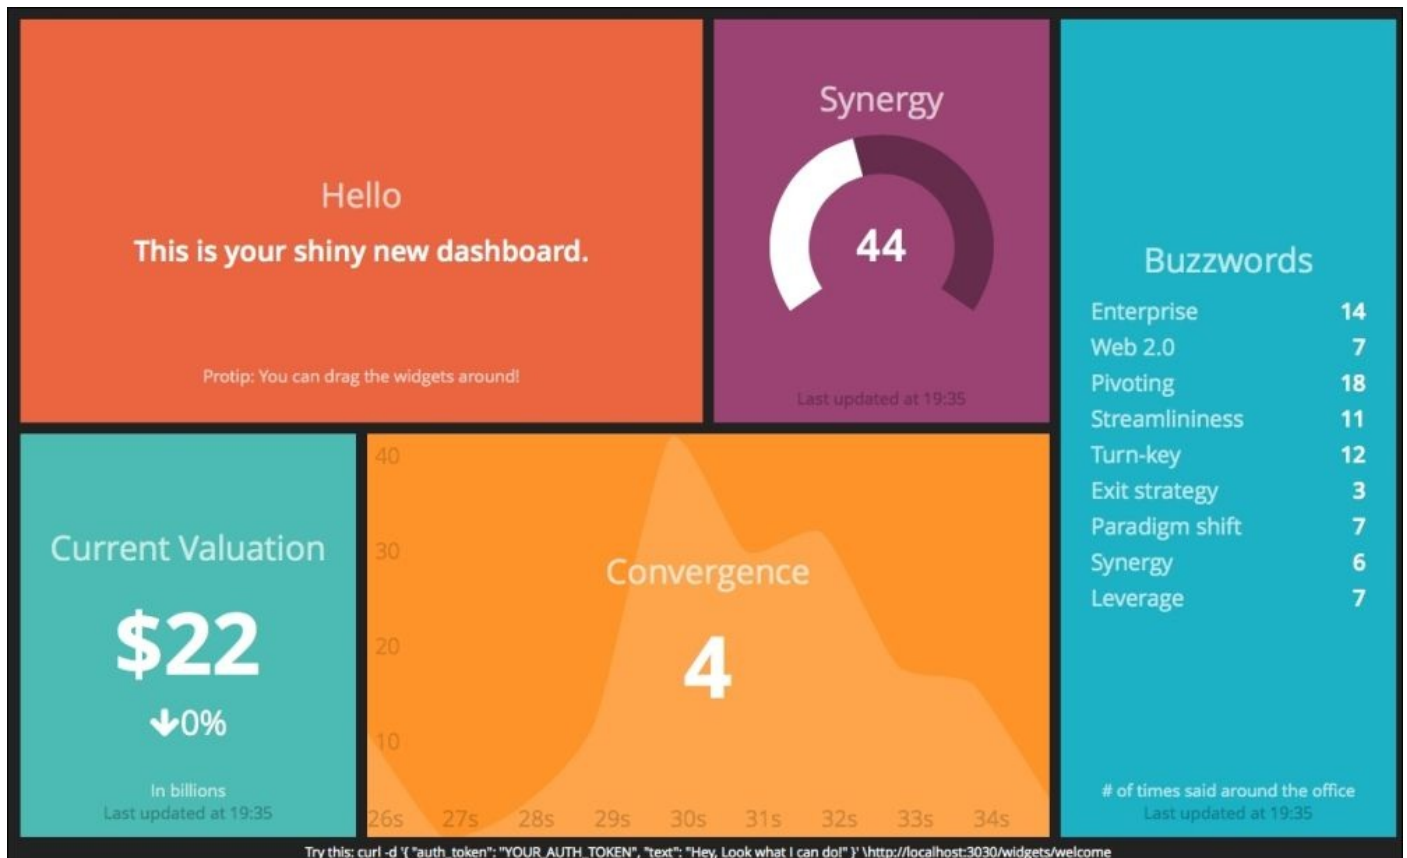 Hello
This is your shiny new dashboard.
Protip: You can drag the widgets around!
Synergy
44
Last updated at 19:35
Buzzwords
Enterprise 14
Web 2.0 7
Pivoting 18
Streamlininess 11
Turn-key 12
Exit strategy 3
Paradigm shift 7
Synergy 6
Leverage 7
# of times said around the office
Last updated at 19:35
Current Valuation
$22
0%
In billions
Last updated at 19:35
40
30
Convergence
20
4
10
26s 27s 28s 29s 30s 31s 32s 33s 34s
Try this: curl -d '{ "auth_token": "YOUR_AUTH_TOKEN", "text": "Hey, Look what I can do!" }' \http://localhost:3030/widgets/welcome